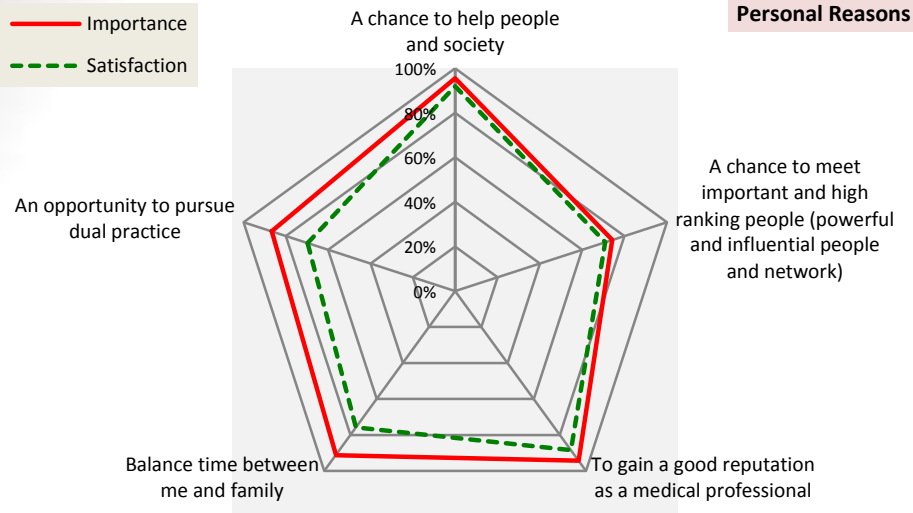 Importance
Satisfaction
Personal Reasons
A chance to help people
and society
100%
80%
60%
40%
20%
0%
A chance to meet
important and high
ranking people (powerful
and influential people
and network)
An opportunity to pursue
dual practice
Balance time between
me and family
To gain a good reputation
as a medical professional